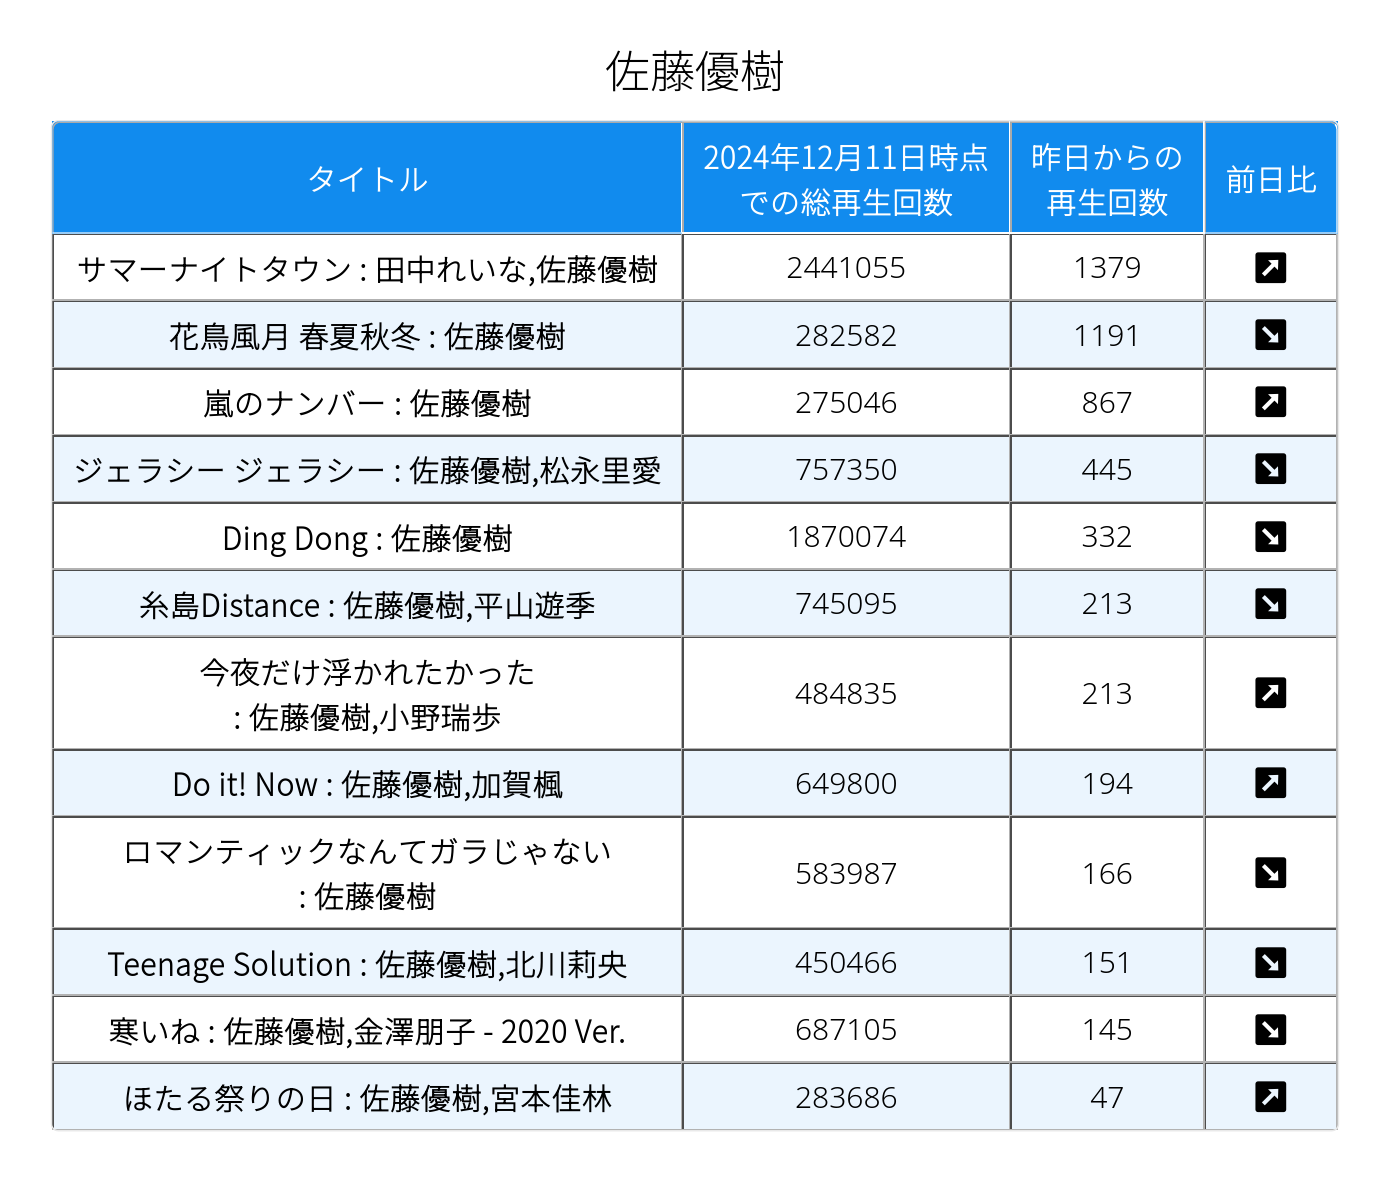 佐藤優樹
タイトル
2024年12月11日時点
での総再生回数
昨日からの
再生回数
前日比
サマーナイトタウン : 田中れいな,佐藤優樹 2441055 1379
花鳥風月 春夏秋冬 : 佐藤優樹 282582 1191
嵐のナンバー : 佐藤優樹 275046 867
ジェラシー ジェラシー : 佐藤優樹,松永里愛 757350 445
Ding Dong : 佐藤優樹 1870074 332
糸島Distance : 佐藤優樹,平山遊季 745095 213
今夜だけ浮かれたかった
: 佐藤優樹,小野瑞歩 484835 213
Do it! Now : 佐藤優樹,加賀楓 649800 194
ロマンティックなんてガラじゃない
: 佐藤優樹 583987 166
Teenage Solution : 佐藤優樹,北川莉央 450466 151
寒いね : 佐藤優樹,金澤朋子 - 2020 Ver. 687105 145
ほたる祭りの日 : 佐藤優樹,宮本佳林 283686 47